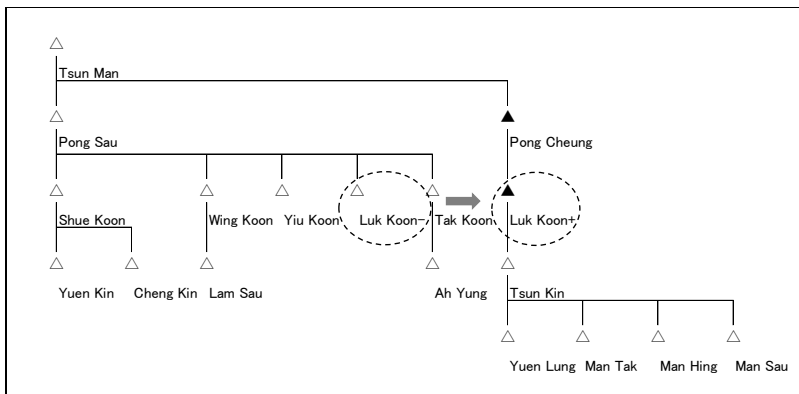 Tsun Man
Pong Sau Pong Cheung
Shue Koon Wing Koon Yiu Koon Luk Koon- Tak Koon Luk Koon+
Yuen Kin Cheng Kin Lam Sau Ah Yung Tsun Kin
Yuen Lung Man Tak Man Hing Man Sau